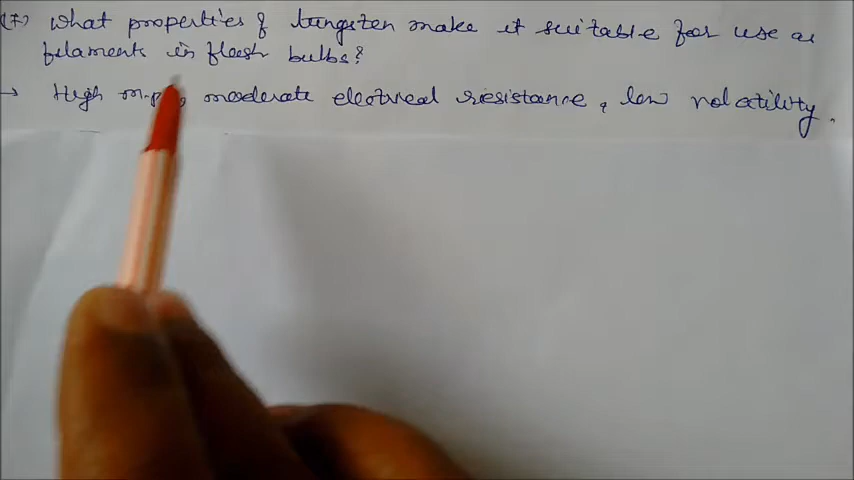 (7) What properties of tungsten make it suitable for use as
filaments in flash bulbs?
→ High m.p., moderate electrical resistance, low volatility.